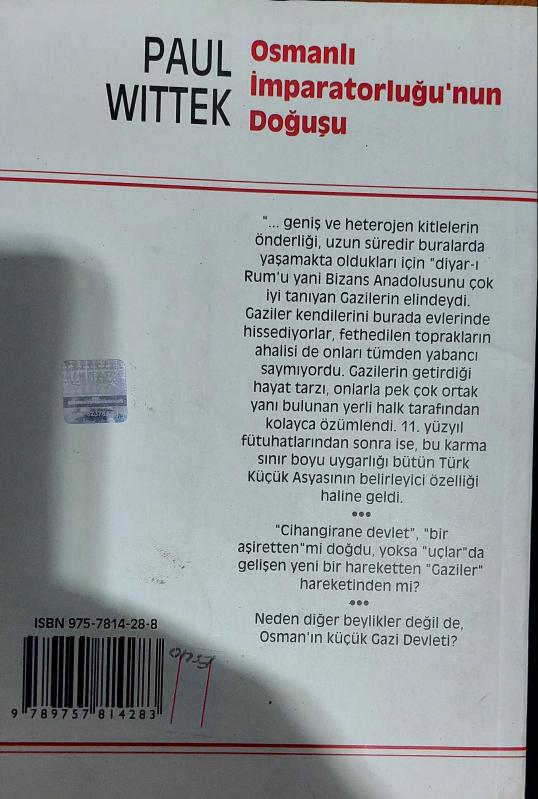 PAUL
WITTEK
Osmanlı
İmparatorluğu'nun
Doğuşu
"... geniş ve heterojen kitlelerin
önderliği, uzun süredir buralarda
yaşamakta oldukları için "diyar-ı
Rum'u yani Bizans Anadolusunu çok
iyi tanıyan Gazilerin elindeydi.
Gaziler kendilerini burada evlerinde
hissediyorlar, fethedilen toprakların
ahalisi de onları tümden yabancı
saymıyordu. Gazilerin getirdiği
hayat tarzı, onlarla pek çok ortak
yanı bulunan yerli halk tarafından
kolayca özümlendi. 11. yüzyıl
fütuhatlarından sonra ise, bu karma
sınır boyu uygarlığı bütün Türk
Küçük Asyasının belirleyici özelliği
haline geldi.
•••
"Cihangirane devlet", "bir
aşiretten"mi doğdu, yoksa "uçlar"da
gelişen yeni bir hareketten "Gaziler"
hareketinden mi?
•••
Neden diğer beylikler değil de,
Osman'ın küçük Gazi Devleti?
ISBN 975-7814-28-8
9 789757 814283